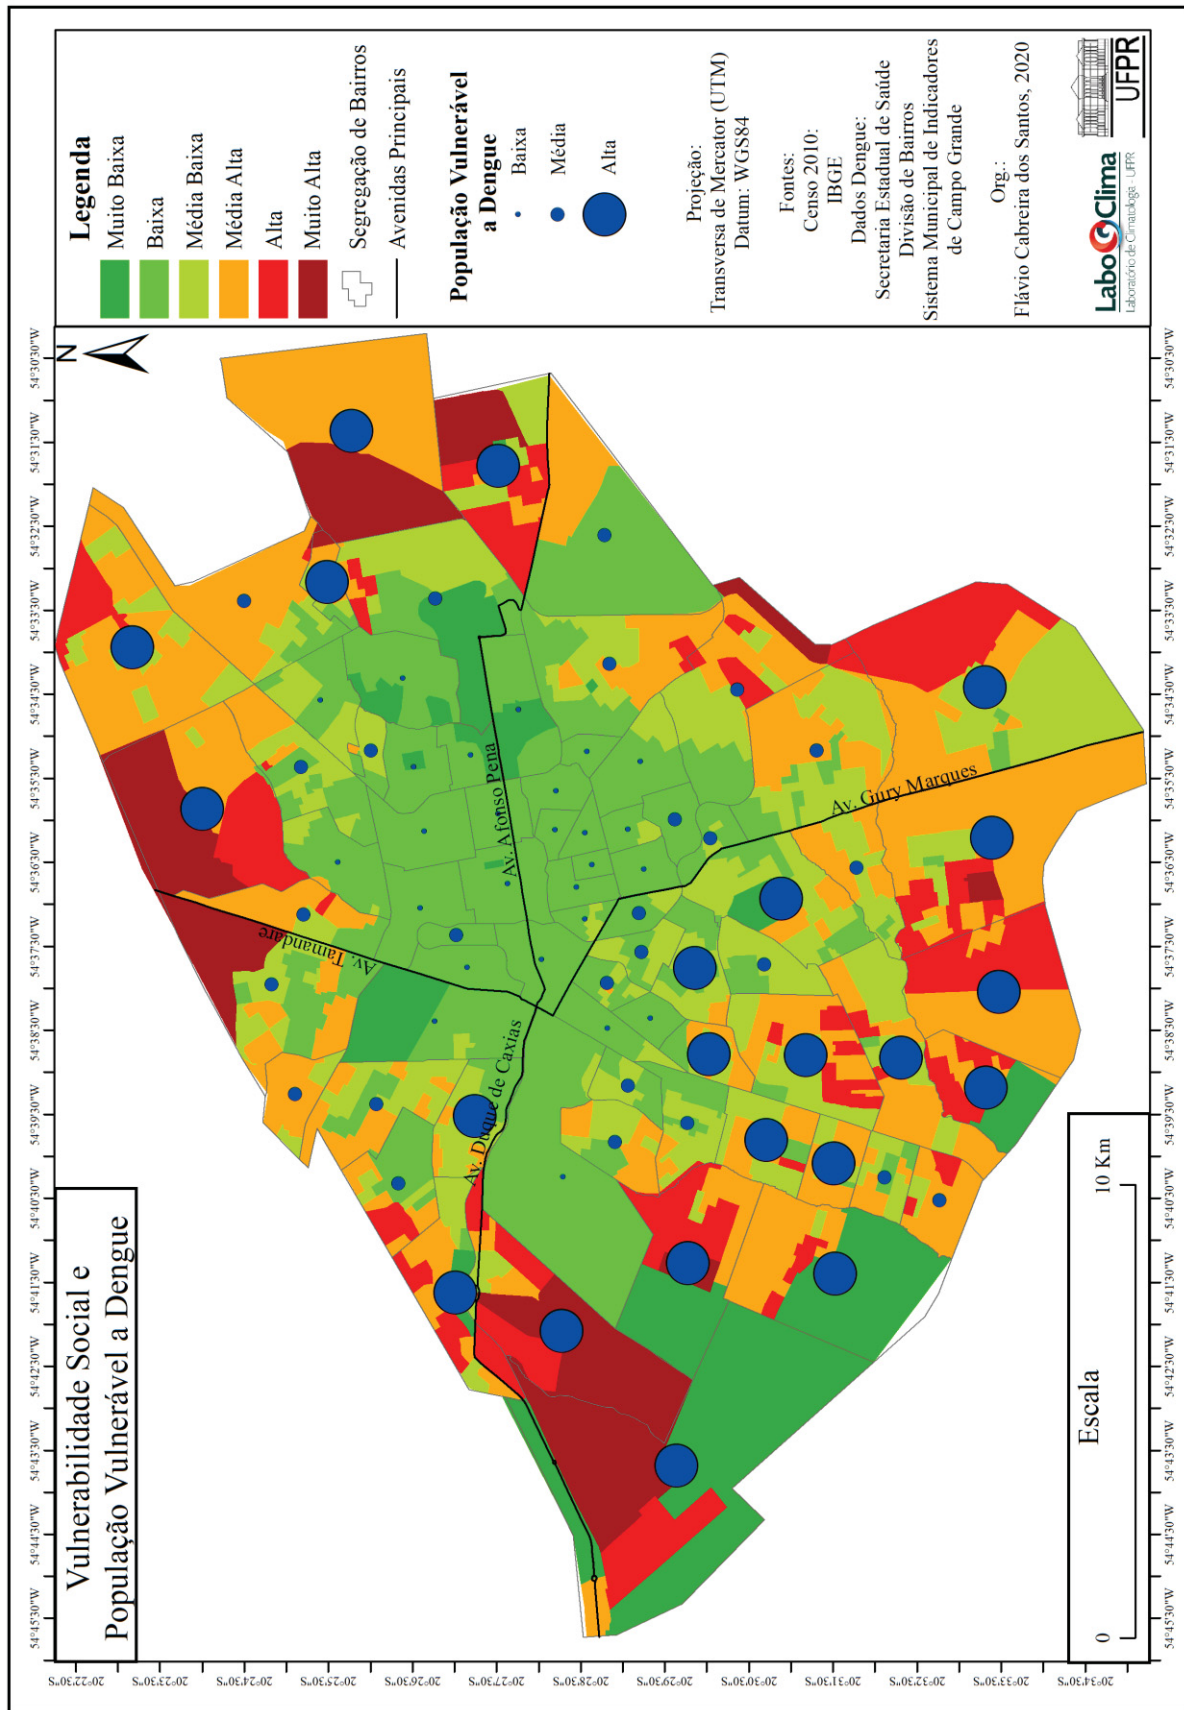 Vulnerabilidade Social e
População Vulnerável a Dengue
54°45'30"W
54°44'30"W
54°43'30"W
54°42'30"W
54°41'30"W
54°40'30"W
54°39'30"W
54°38'30"W
54°37'30"W
54°36'30"W
54°35'30"W
54°34'30"W
54°33'30"W
54°32'30"W
54°31'30"W
54°30'30"W
20°22'30"S
20°23'30"S
20°24'30"S
20°25'30"S
20°26'30"S
20°27'30"S
20°28'30"S
20°29'30"S
20°30'30"S
20°31'30"S
20°32'30"S
20°33'30"S
20°34'30"S
N
Av. Tamandaré
Av. Afonso Pena
Av. Duque de Caxias
Av. Gury Marques
Escala
0 10 Km
Legenda
Muito Baixa
Baixa
Média Baixa
Média Alta
Alta
Muito Alta
Segregação de Bairros
Avenidas Principais
População Vulnerável
a Dengue
Baixa
Média
Alta
Projeção:
Transversa de Mercator (UTM)
Datum: WGS84
Fontes:
Censo 2010:
IBGE
Dados Dengue:
Secretaria Estadual de Saúde
Divisão de Bairros
Sistema Municipal de Indicadores
de Campo Grande
Org.:
Flávio Cabreira dos Santos, 2020
LaboClima
Laboratório de Climatologia - UFPR
UFPR